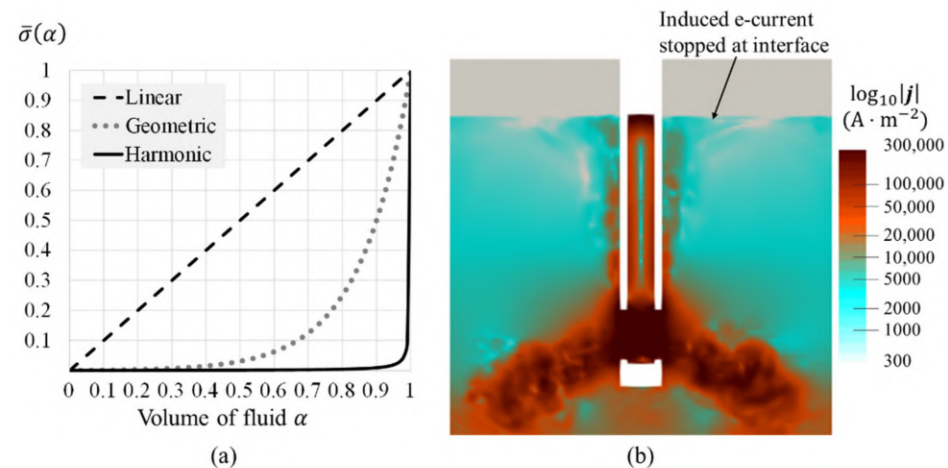 σ̄(α)
1
0.9
0.8
0.7
0.6
0.5
0.4
0.3
0.2
0.1
Linear
Geometric
Harmonic
0 0.1 0.2 0.3 0.4 0.5 0.6 0.7 0.8 0.9 1
Volume of fluid α
(a)
Induced e-current
stopped at interface
log₁₀|j|
(A · m⁻²)
300,000
100,000
50,000
20,000
10,000
5000
2000
1000
300
(b)